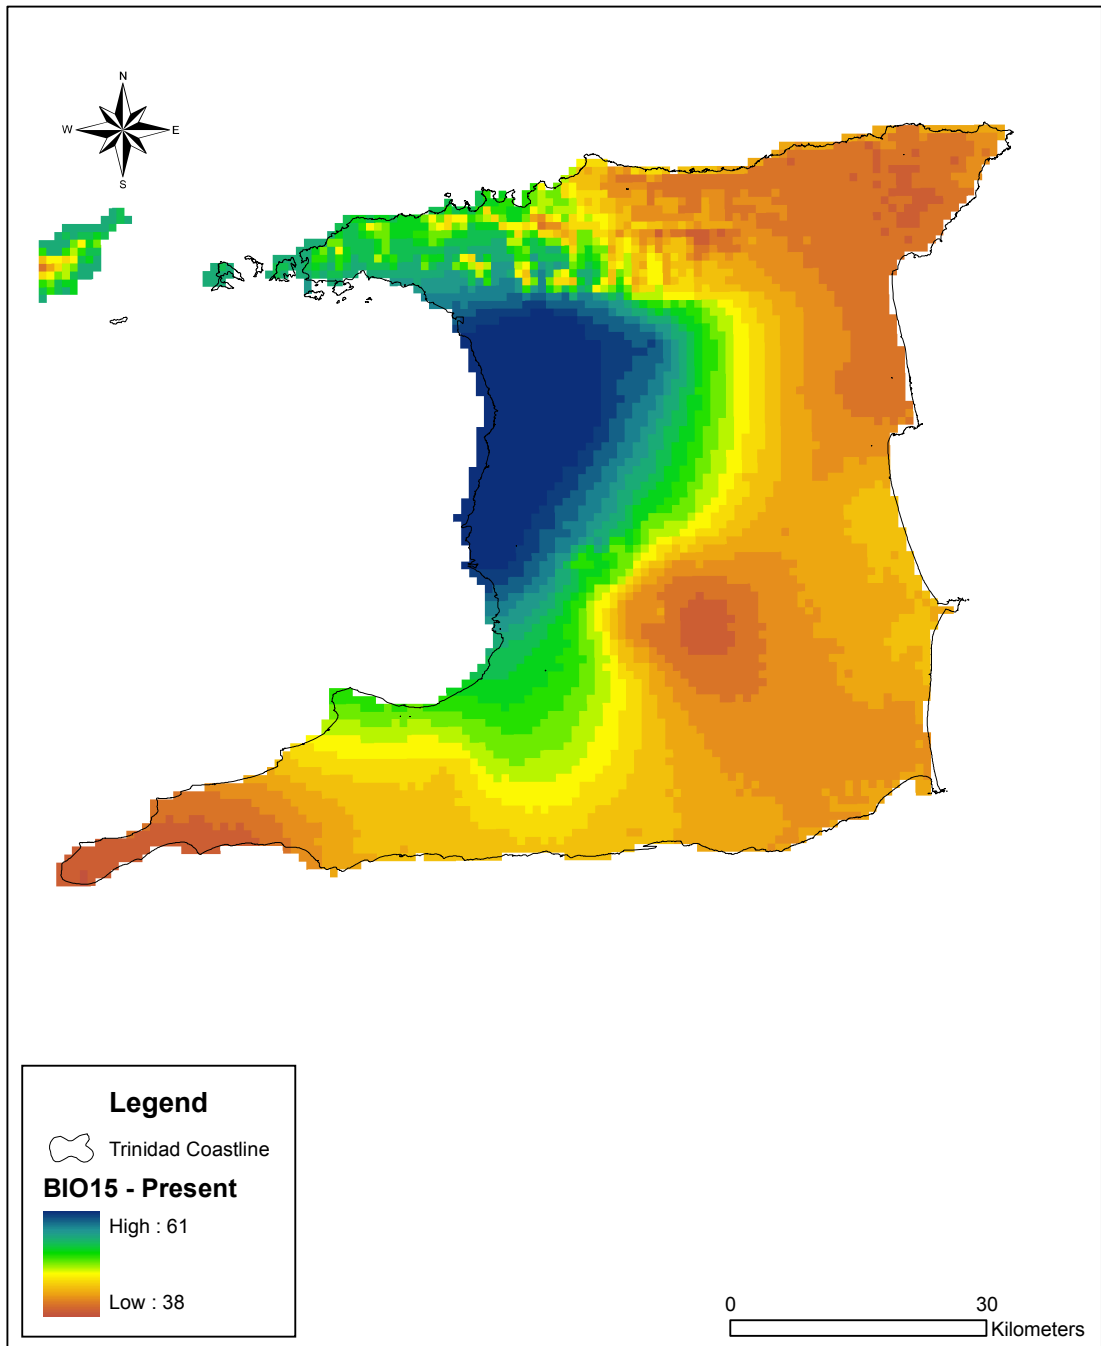 N
W E
S
Legend
Trinidad Coastline
BIO15 - Present
High : 61
Low : 38
0 30
Kilometers